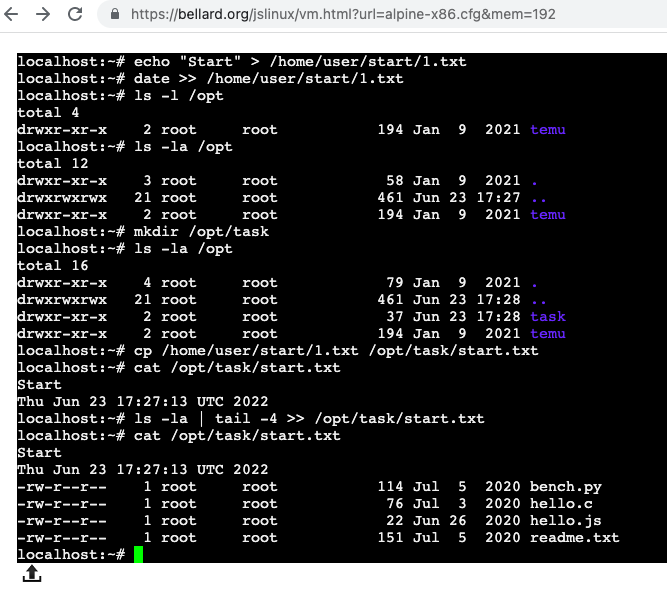 https://bellard.org/jslinux/vm.html?url=alpine-x86.cfg&mem=192
localhost:~# echo "Start" > /home/user/start/1.txt
localhost:~# date >> /home/user/start/1.txt
localhost:~# ls -l /opt
total 4
drwxr-xr-x    2 root     root           194 Jan  9  2021 temu
localhost:~# ls -la /opt
total 12
drwxr-xr-x    3 root     root            58 Jan  9  2021 .
drwxrwxrwx   21 root     root           461 Jun 23 17:27 ..
drwxr-xr-x    2 root     root           194 Jan  9  2021 temu
localhost:~# mkdir /opt/task
localhost:~# ls -la /opt
total 16
drwxr-xr-x    4 root     root            79 Jan  9  2021 .
drwxrwxrwx   21 root     root           461 Jun 23 17:28 ..
drwxr-xr-x    2 root     root            37 Jun 23 17:28 task
drwxr-xr-x    2 root     root           194 Jan  9  2021 temu
localhost:~# cp /home/user/start/1.txt /opt/task/start.txt
localhost:~# cat /opt/task/start.txt
Start
Thu Jun 23 17:27:13 UTC 2022
localhost:~# ls -la | tail -4 >> /opt/task/start.txt
localhost:~# cat /opt/task/start.txt
Start
Thu Jun 23 17:27:13 UTC 2022
-rw-r--r--    1 root     root           114 Jul  5  2020 bench.py
-rw-r--r--    1 root     root            76 Jul  3  2020 hello.c
-rw-r--r--    1 root     root            22 Jun 26  2020 hello.js
-rw-r--r--    1 root     root           151 Jul  5  2020 readme.txt
localhost:~#